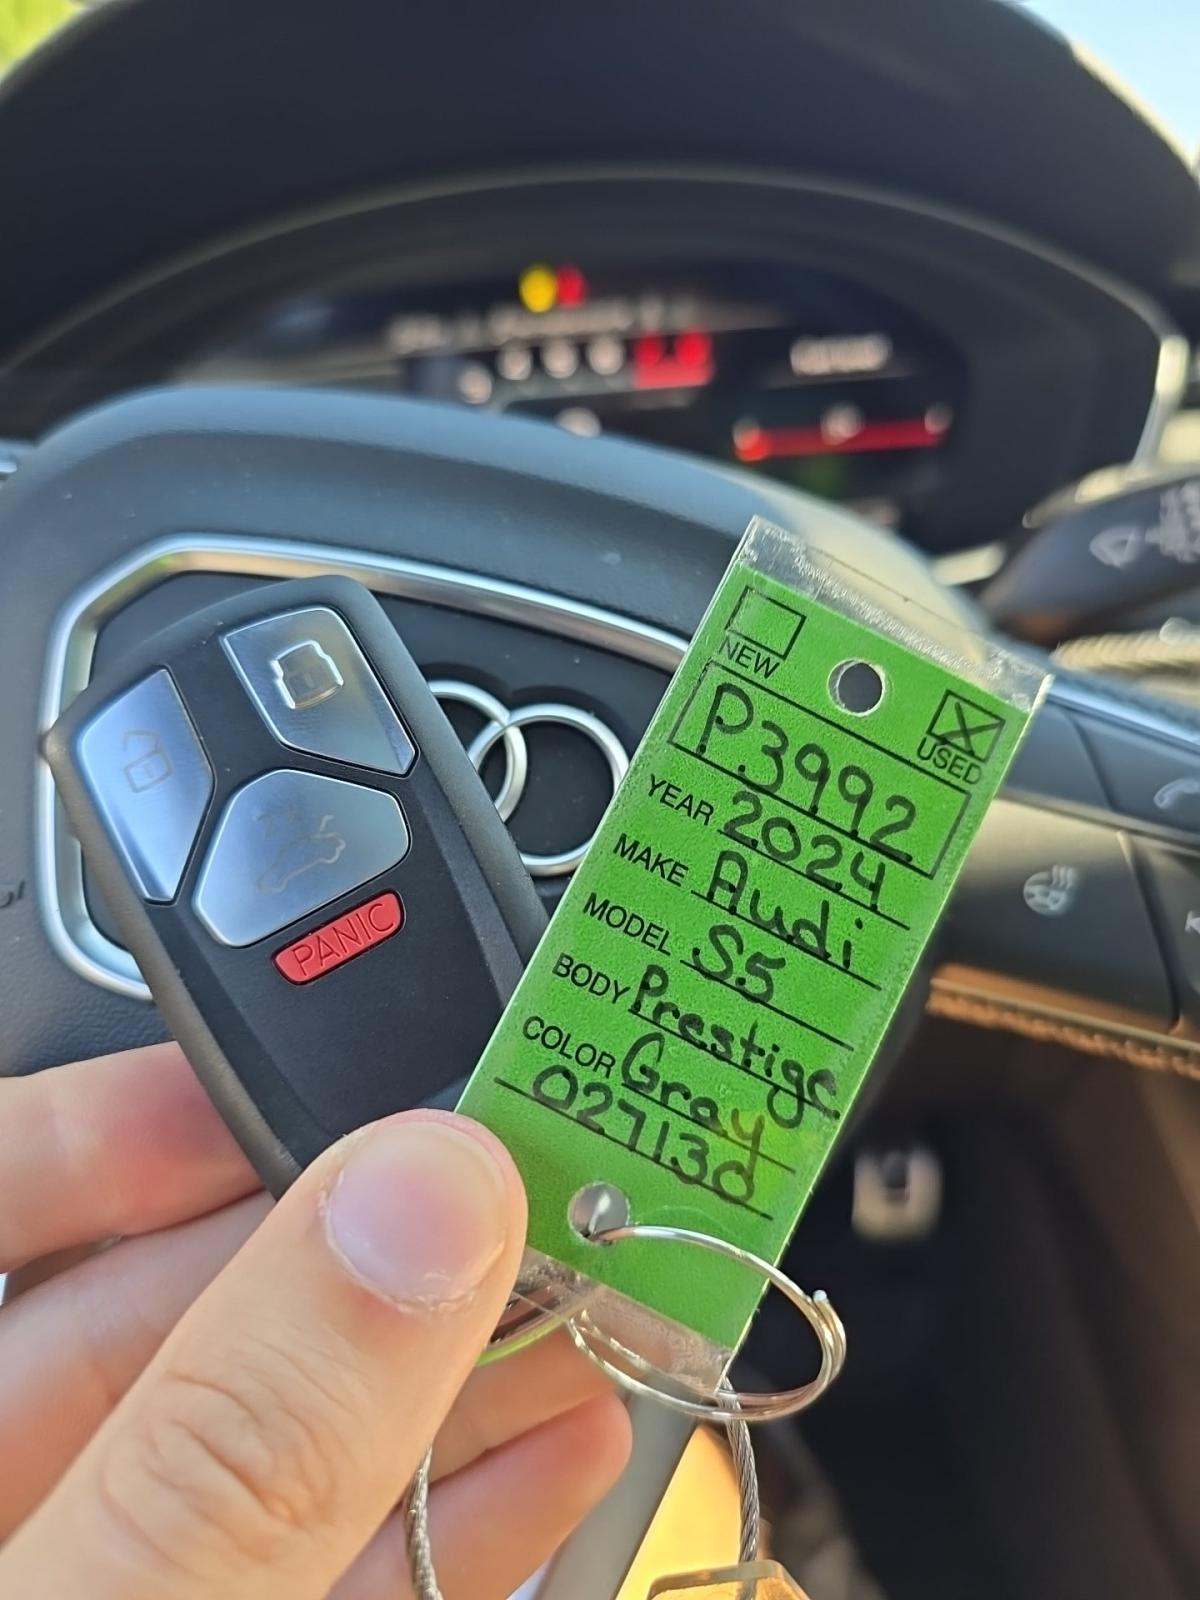 NEW
X
USED
P3992
YEAR 2024
MAKE Audi
MODEL S5
BODY Prestige
COLOR Gray
027130
PANIC